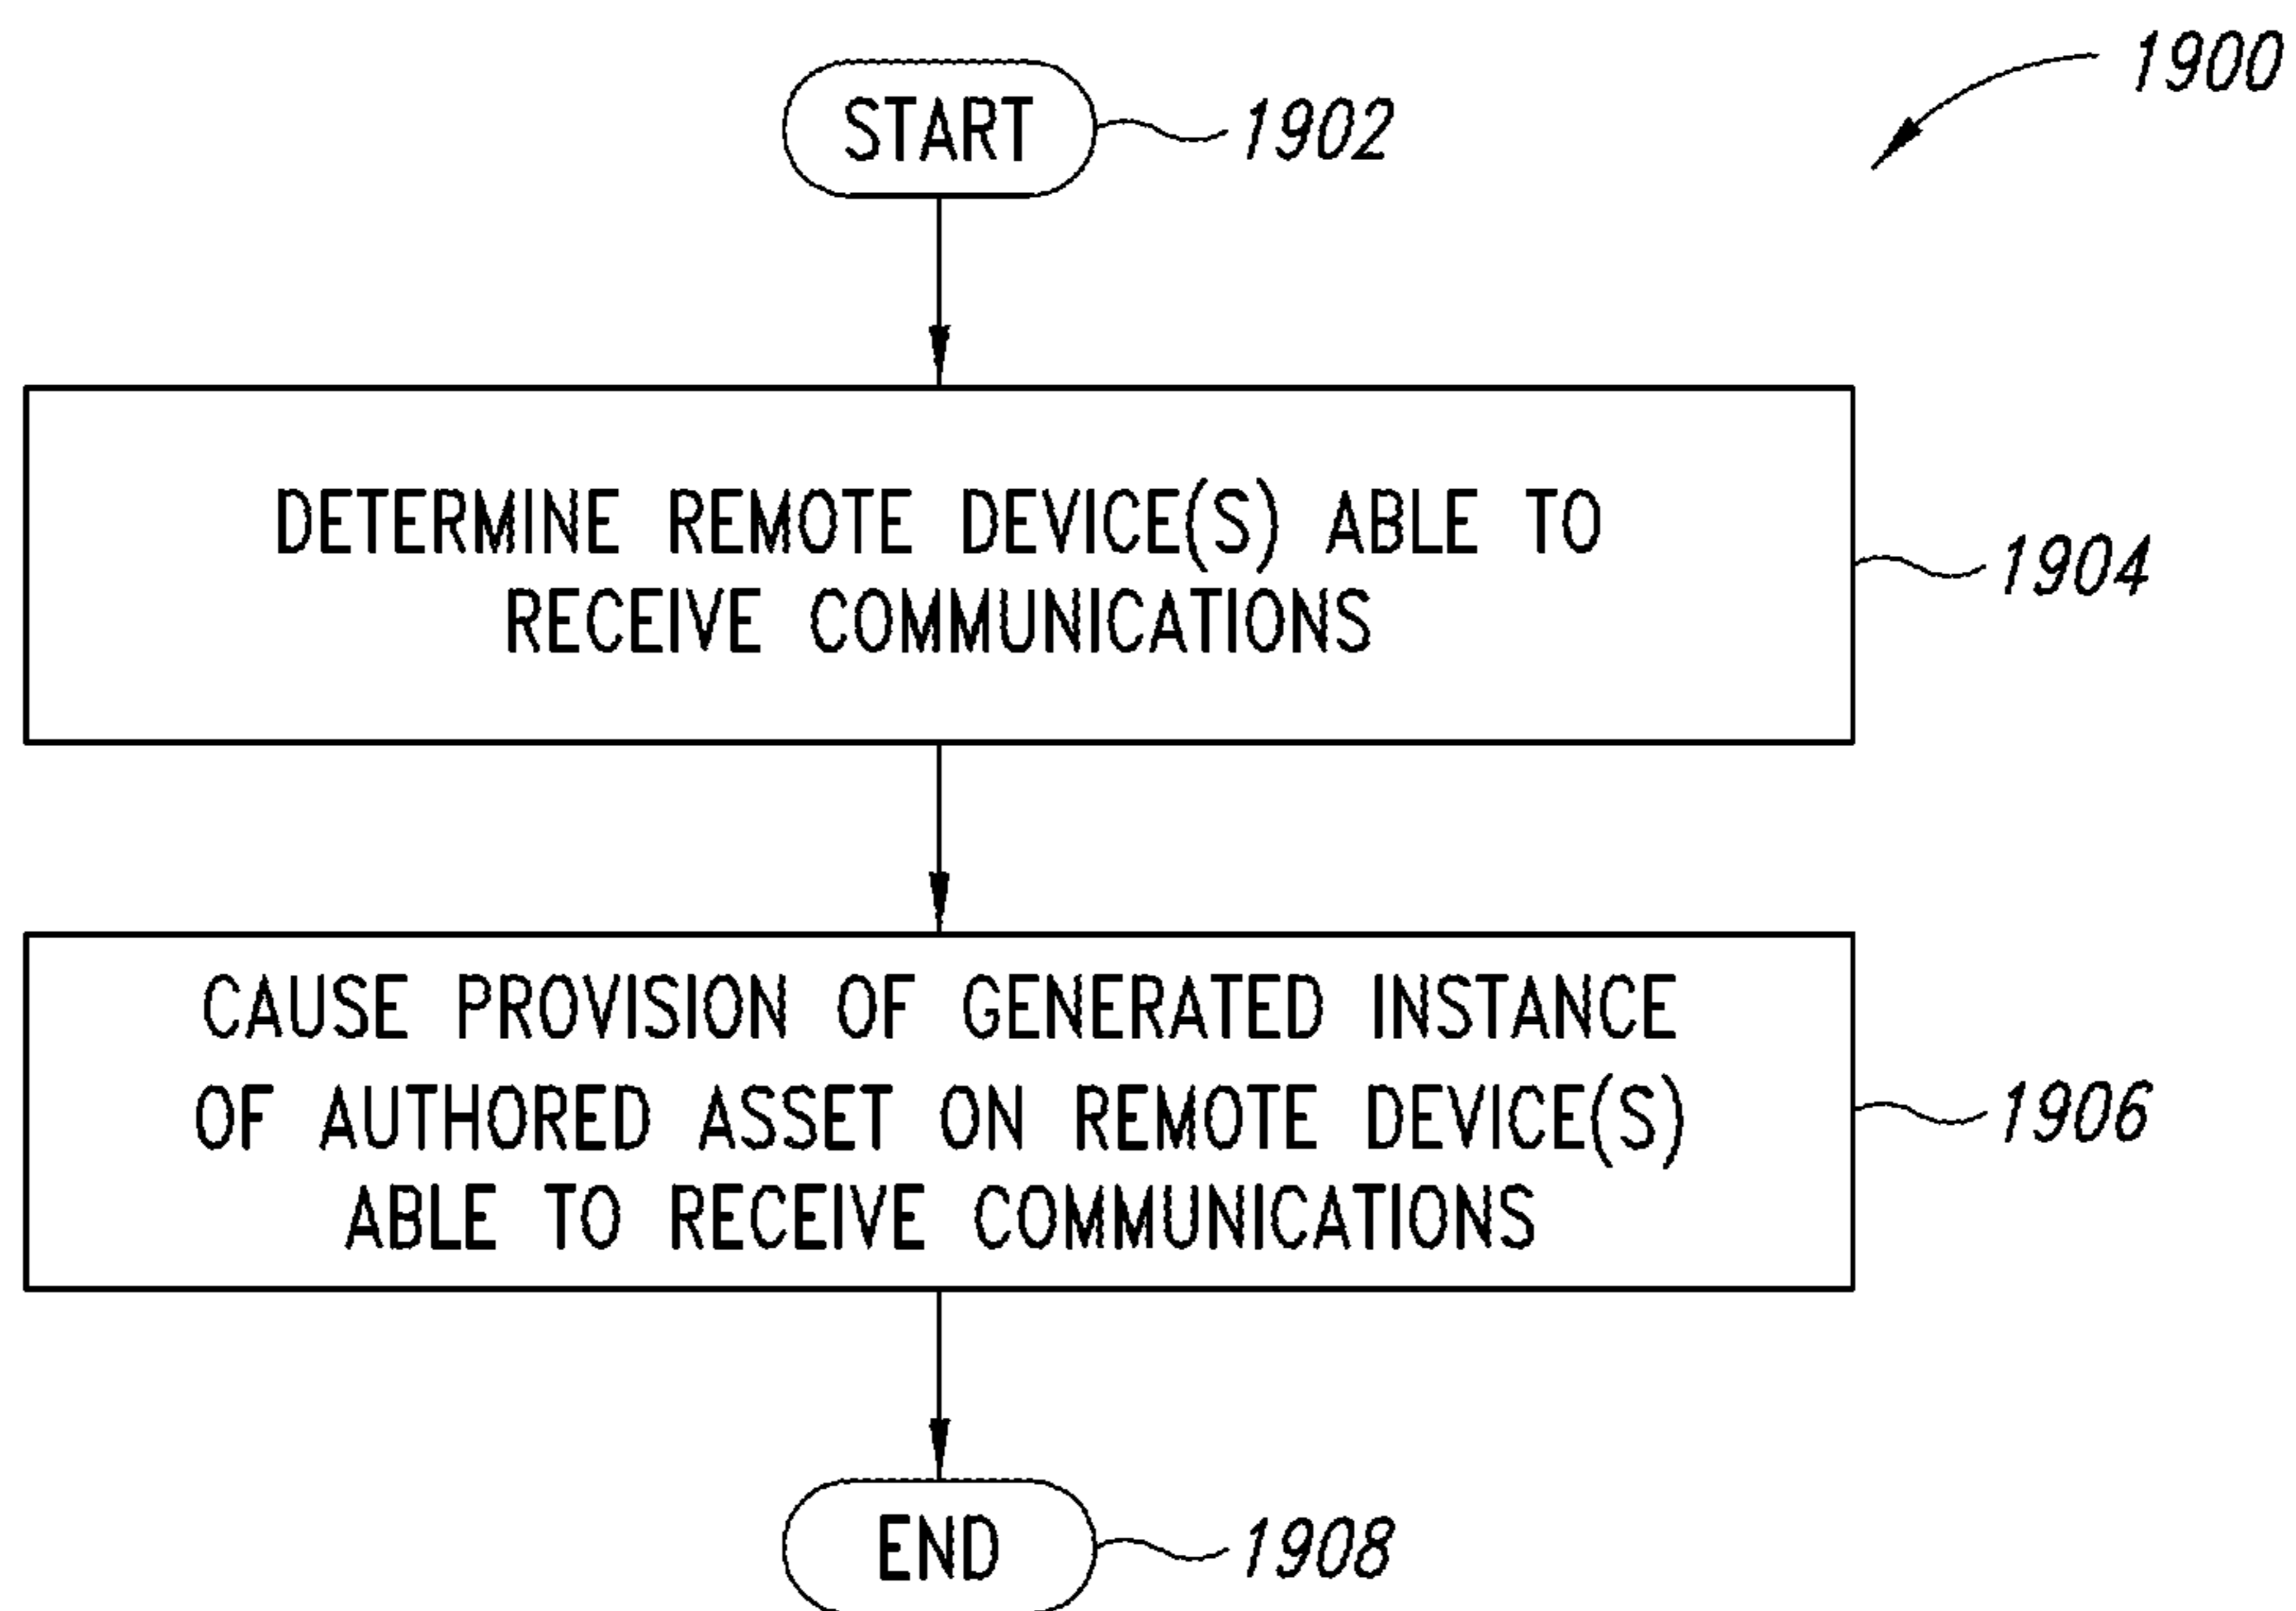 1900
START
1902
DETERMINE REMOTE DEVICE(S) ABLE TO
RECEIVE COMMUNICATIONS
1904
CAUSE PROVISION OF GENERATED INSTANCE
OF AUTHORED ASSET ON REMOTE DEVICE(S)
ABLE TO RECEIVE COMMUNICATIONS
1906
END
1908